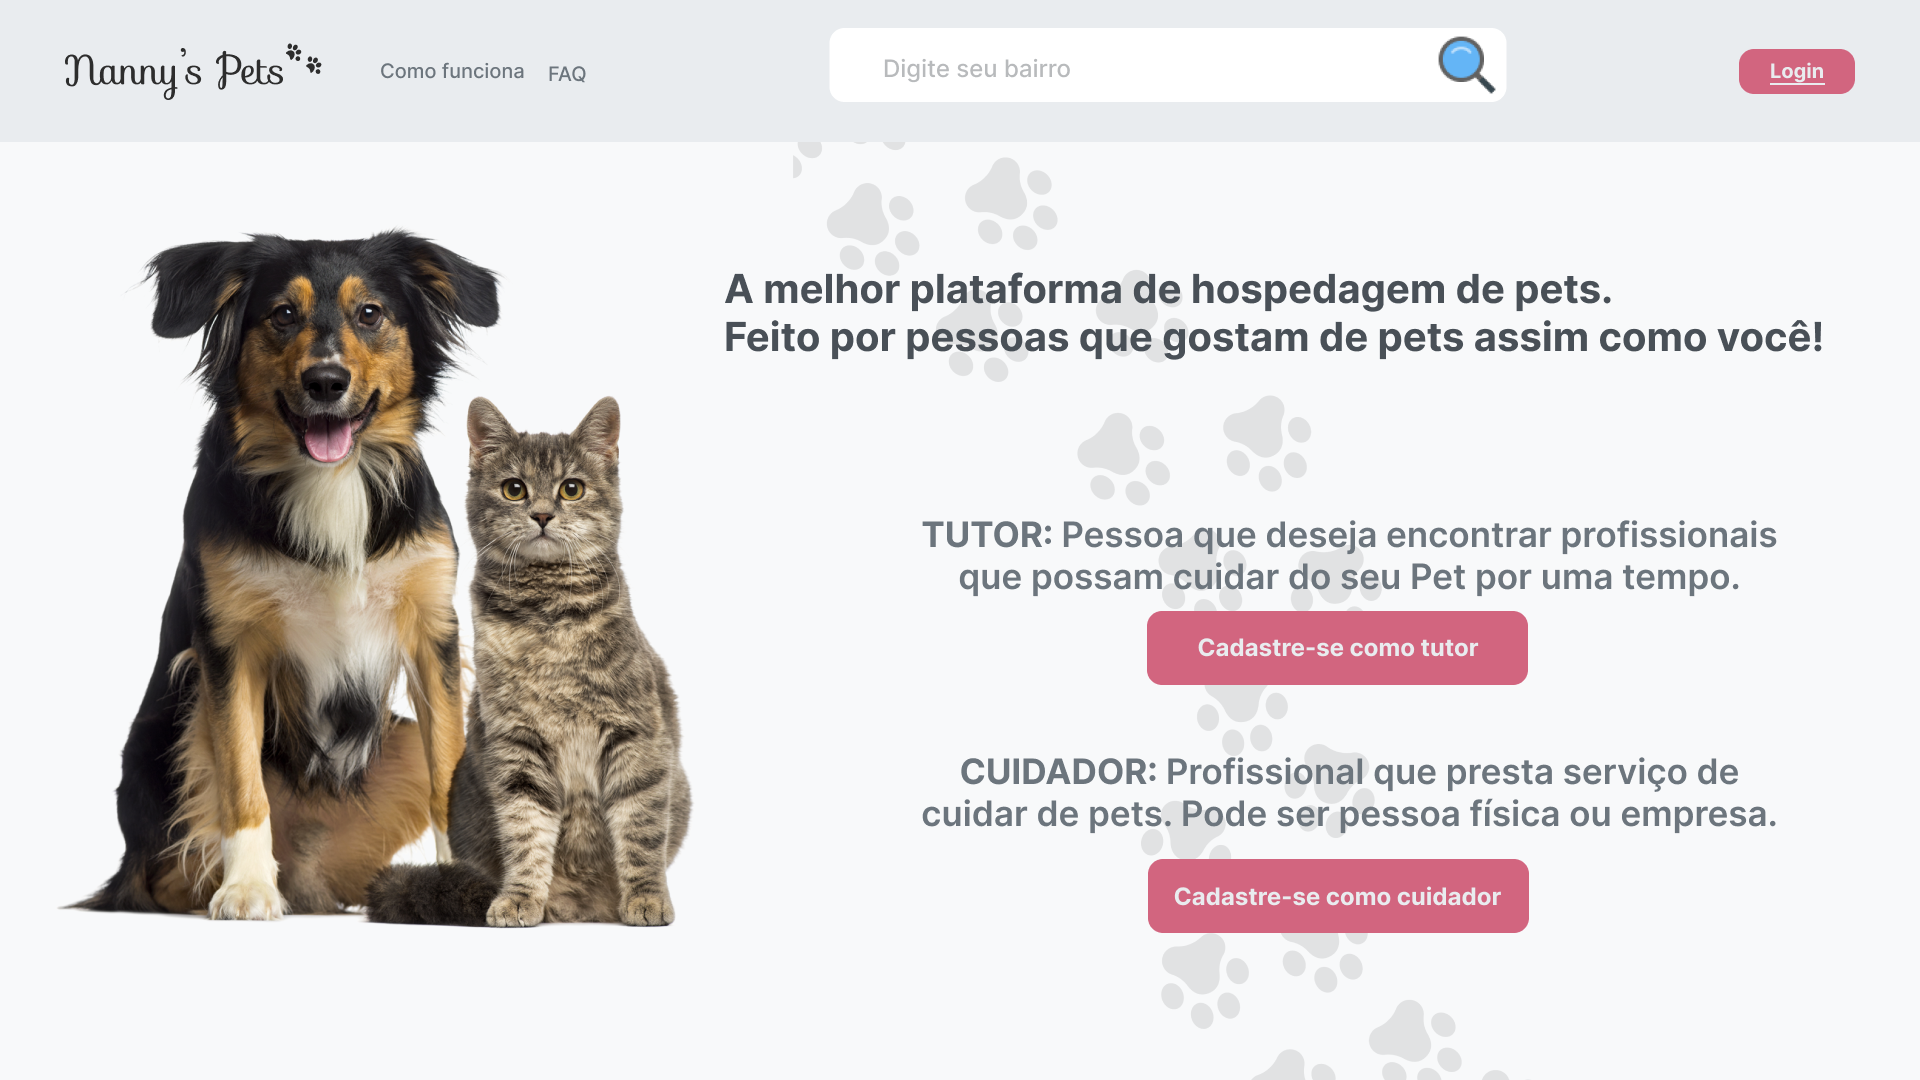 Nanny's Pets
Como funciona
FAQ
Digite seu bairro
Login
A melhor plataforma de hospedagem de pets.
Feito por pessoas que gostam de pets assim como você!
TUTOR: Pessoa que deseja encontrar profissionais
que possam cuidar do seu Pet por uma tempo.
Cadastre-se como tutor
CUIDADOR: Profissional que presta serviço de
cuidar de pets. Pode ser pessoa física ou empresa.
Cadastre-se como cuidador